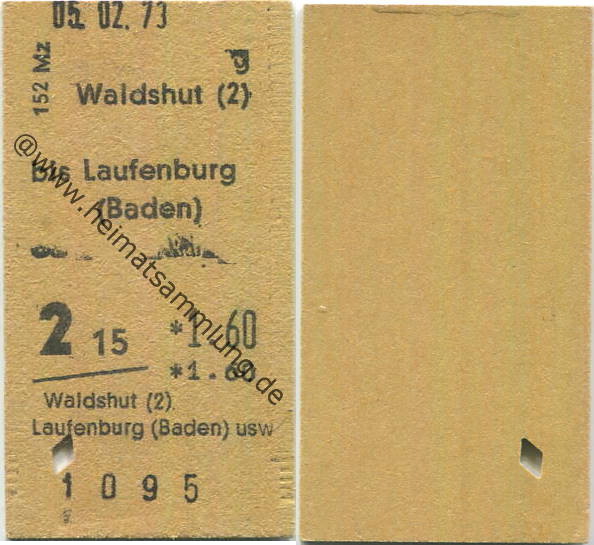 05. 02. 73
152 Mz
g
Waldshut (2)
bis Laufenburg
(Baden)
2 15 *1.60
*1.60
Waldshut (2)
Laufenburg (Baden) usw
1095
@www.heimatsammlung.de